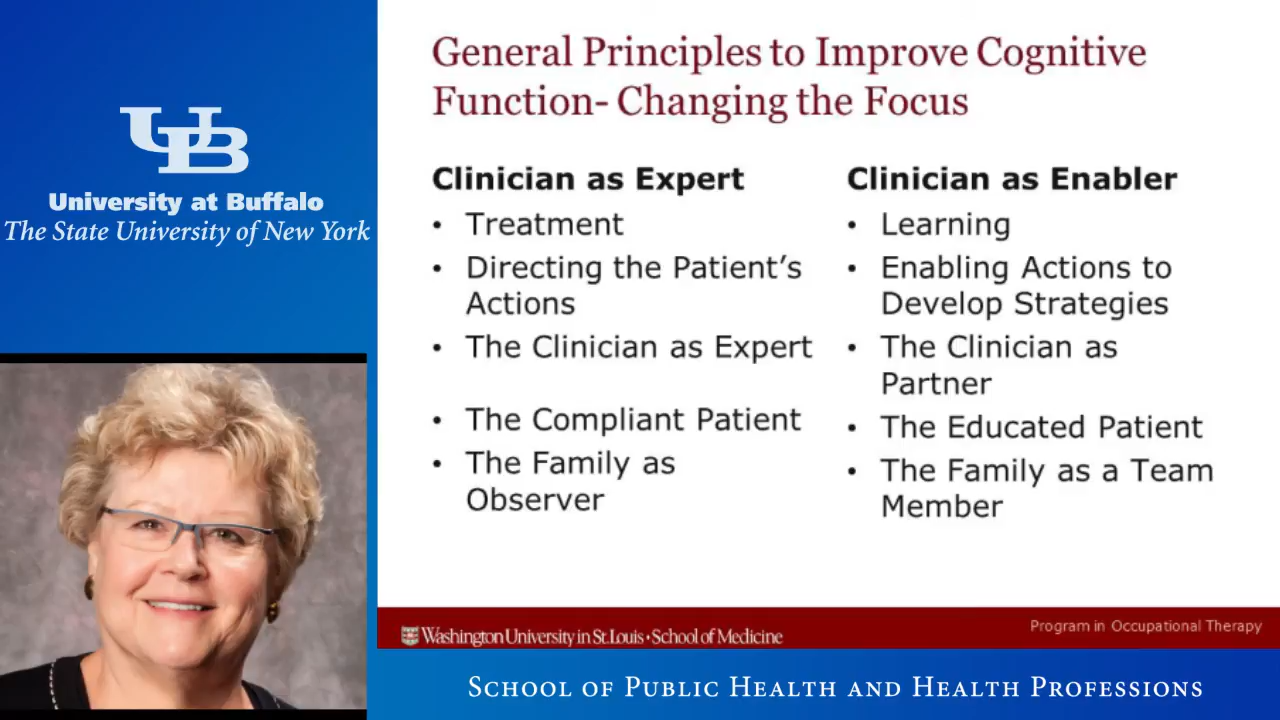 UB
University at Buffalo
The State University of New York
General Principles to Improve Cognitive
Function- Changing the Focus
Clinician as Expert
• Treatment
• Directing the Patient's
Actions
• The Clinician as Expert
• The Compliant Patient
• The Family as
Observer
Clinician as Enabler
• Learning
• Enabling Actions to
Develop Strategies
• The Clinician as
Partner
• The Educated Patient
• The Family as a Team
Member
Washington University in St. Louis • School of Medicine
Program in Occupational Therapy
School of Public Health and Health Professions